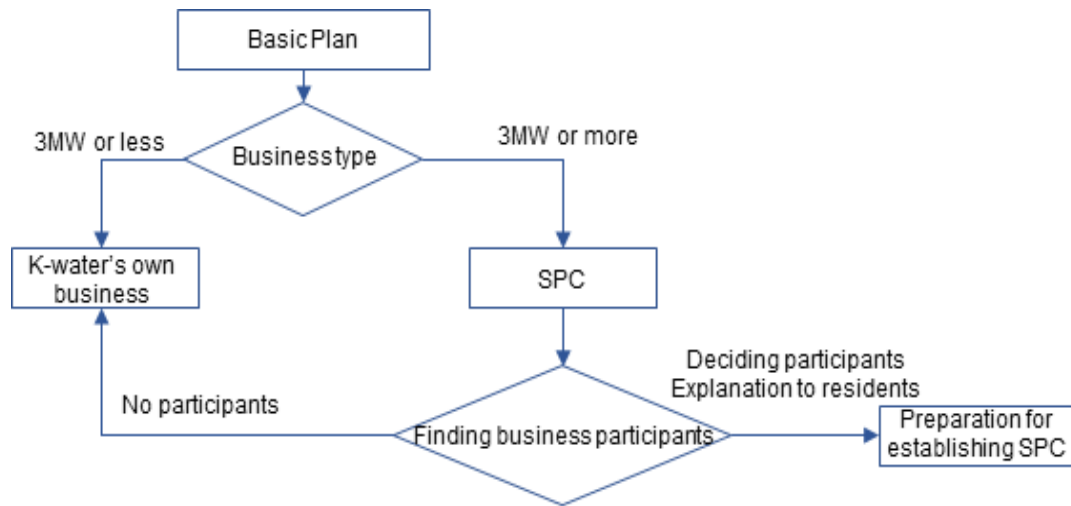 Basic Plan
3MW or less
3MW or more
Business type
K-water's own
business
SPC
Deciding participants
Explanation to residents
No participants
Finding business participants
Preparation for
establishing SPC